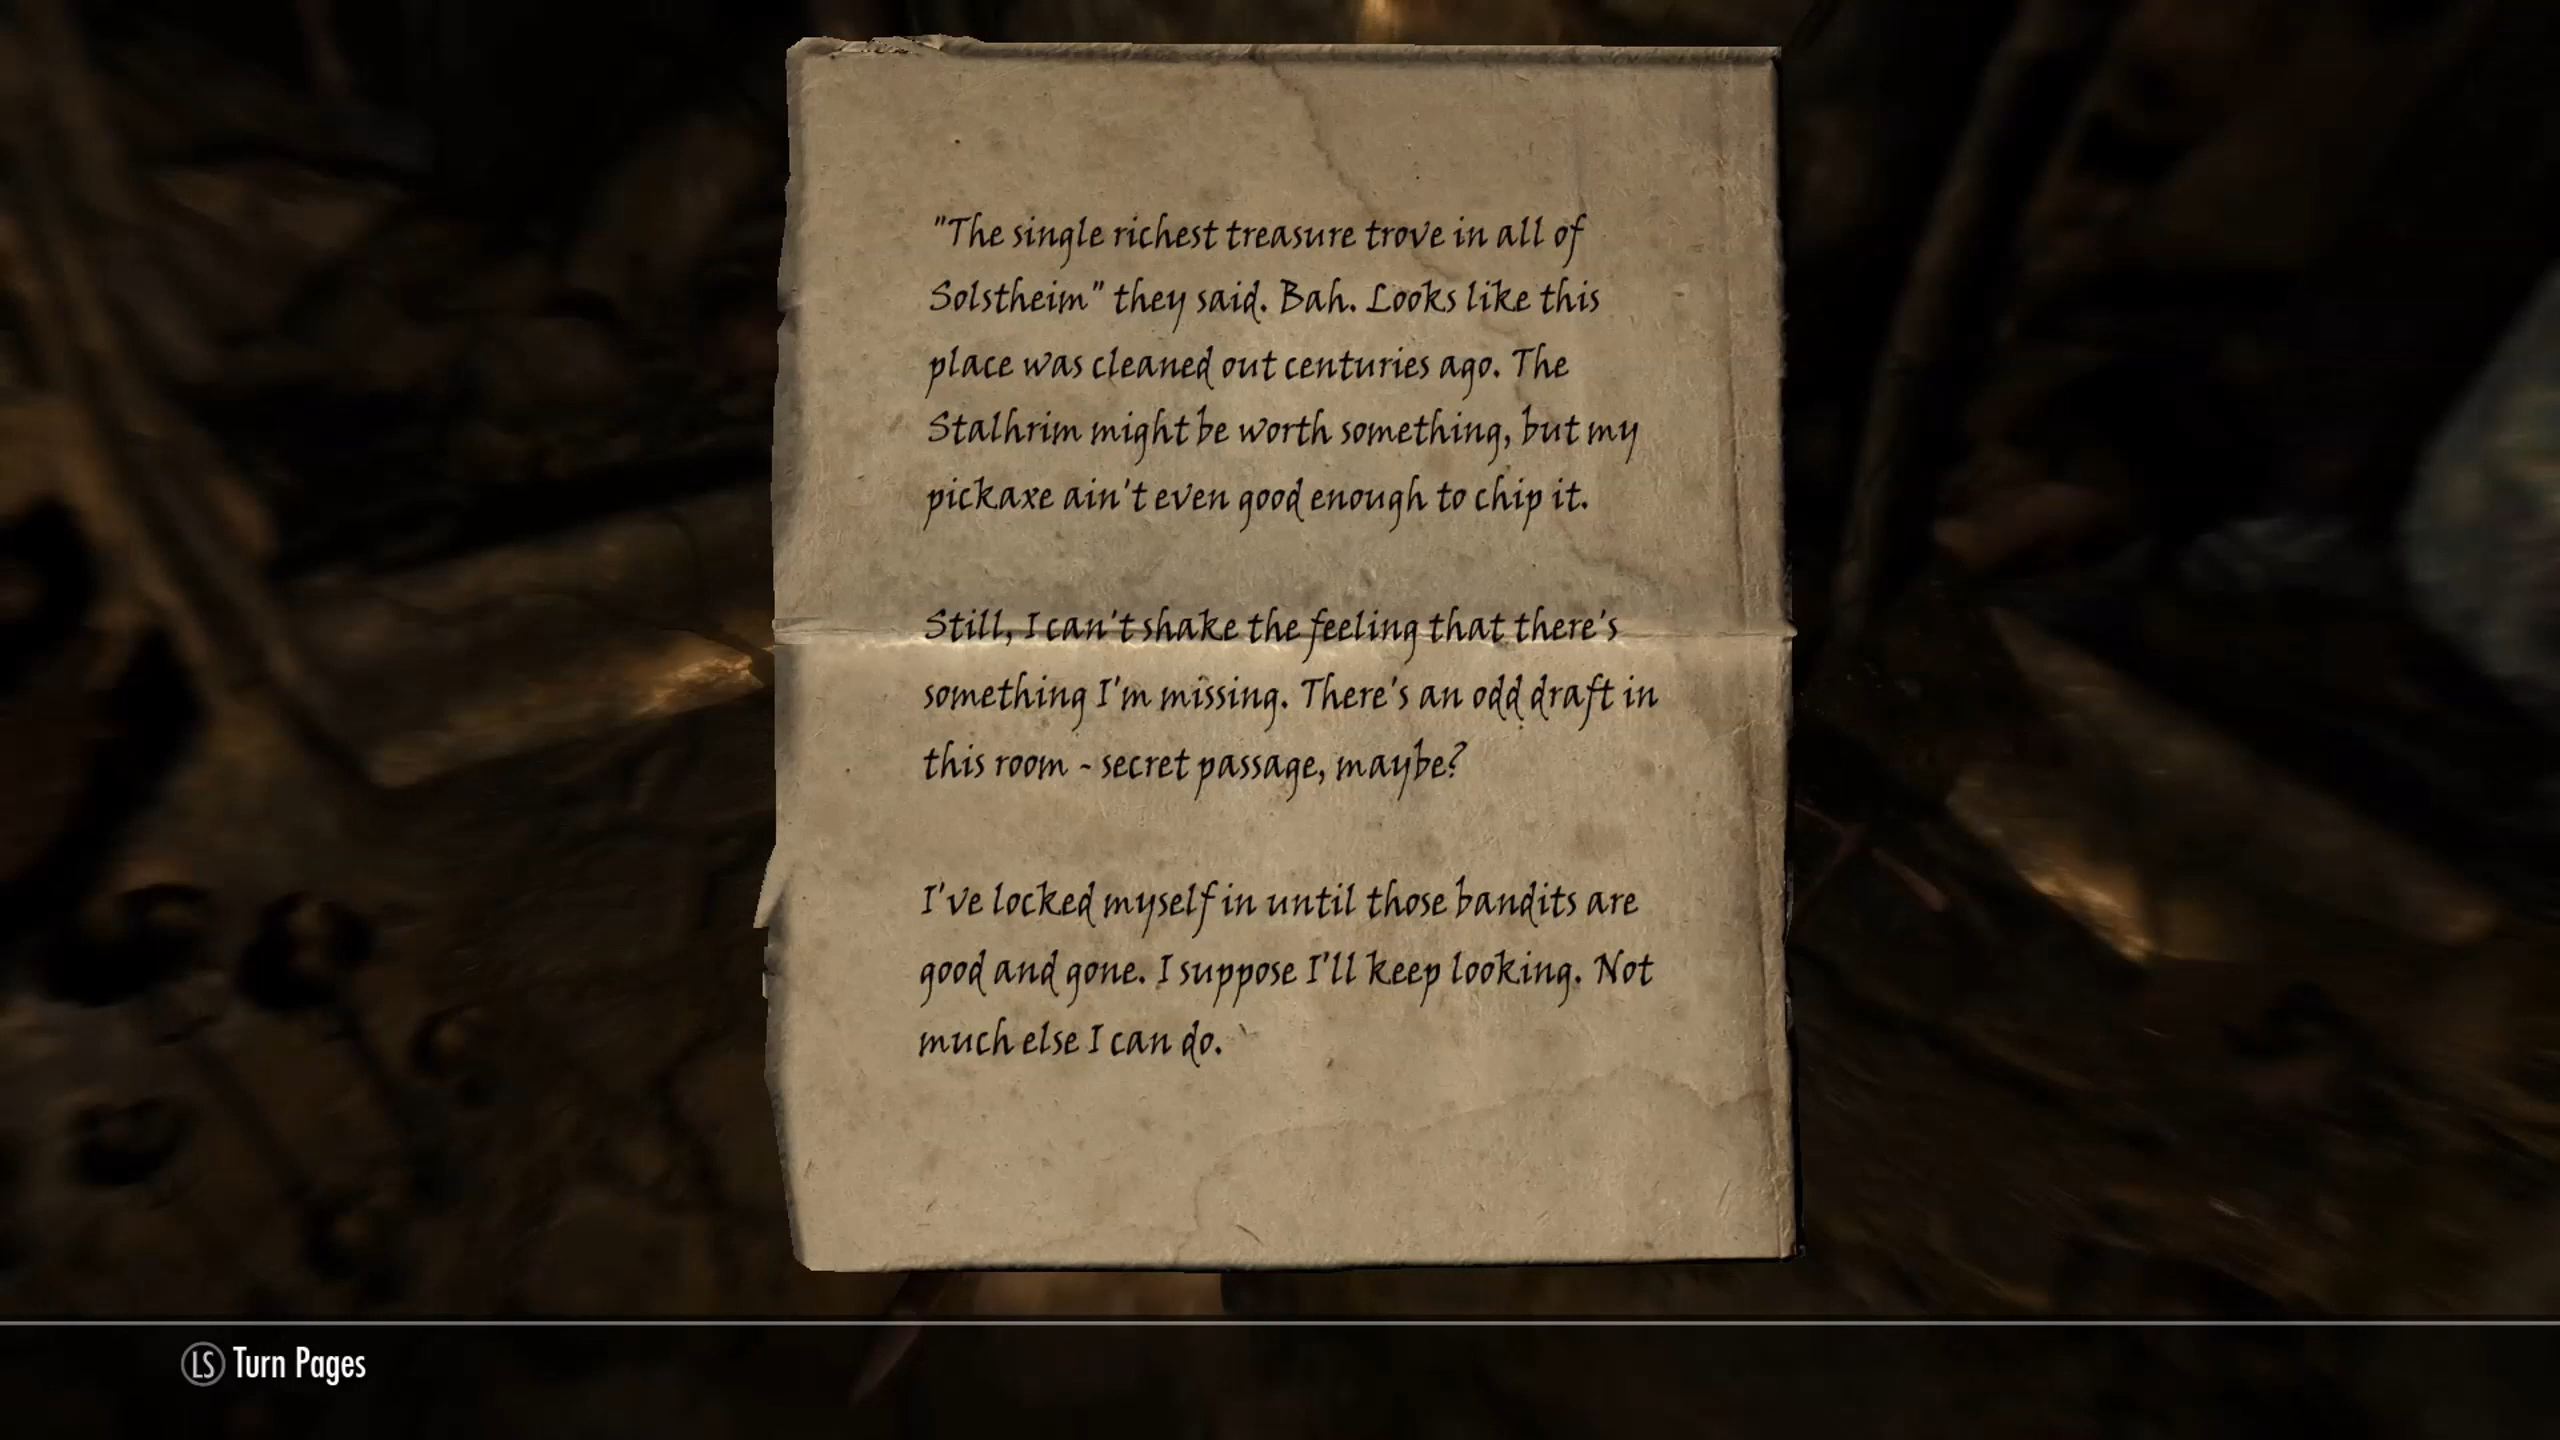 "The single richest treasure trove in all of
Solstheim" they said. Bah. Looks like this
place was cleaned out centuries ago. The
Stalhrim might be worth something, but my
pickaxe ain't even good enough to chip it.
Still, I can't shake the feeling that there's
something I'm missing. There's an odd draft in
this room - secret passage, maybe?
I've locked myself in until those bandits are
good and gone. I suppose I'll keep looking. Not
much else I can do.
LS Turn Pages